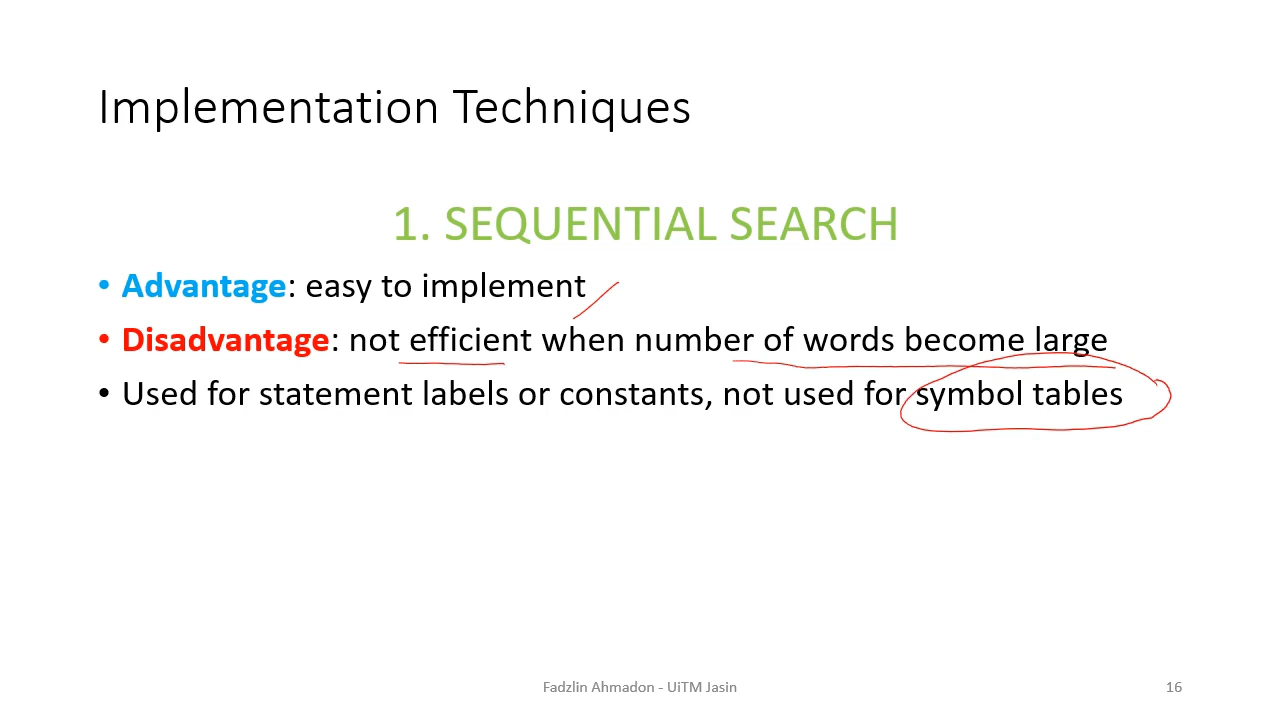 Implementation Techniques
1. SEQUENTIAL SEARCH
• Advantage: easy to implement
• Disadvantage: not efficient when number of words become large
• Used for statement labels or constants, not used for symbol tables
Fadzlin Ahmadon - UiTM Jasin
16